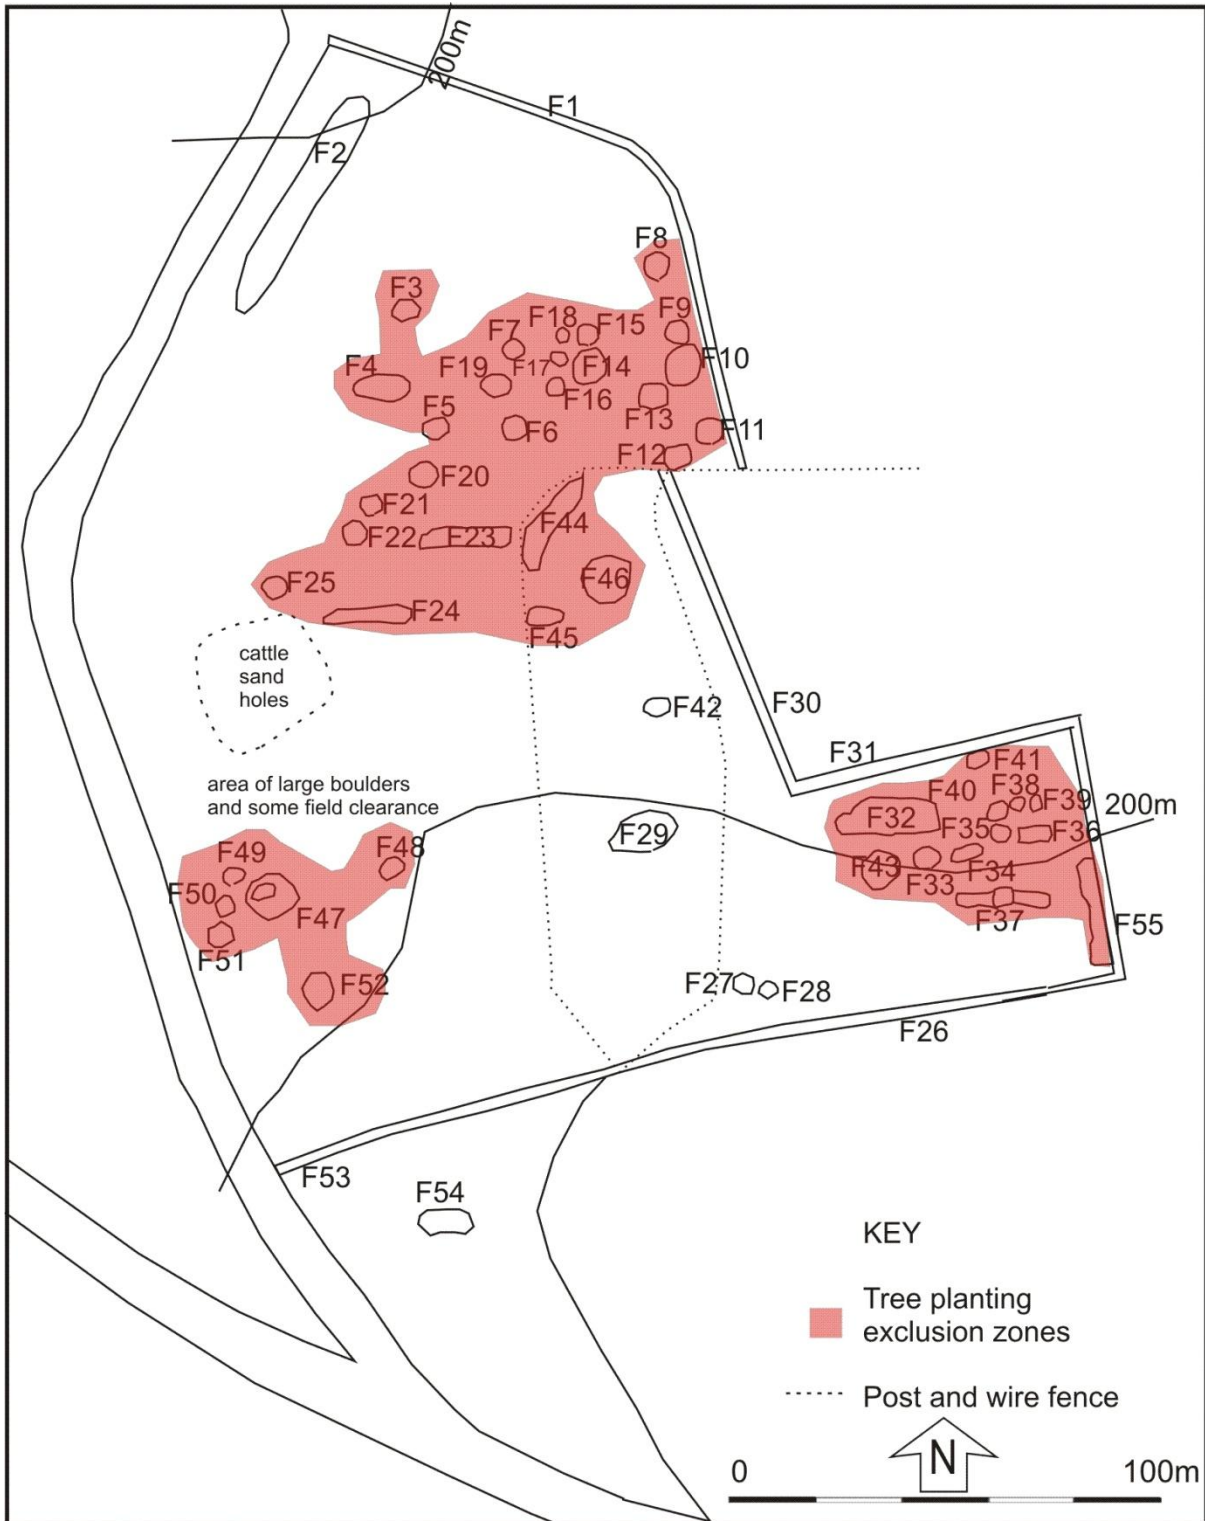 200m
F1
F2
F8
F3
F9
F18
F15
F7
F10
F4
F19
F17
F14
F16
F13
F5
F6
F11
F12
F20
F21
F44
F22
F23
F46
F25
F24
F45
cattle
sand
holes
F42
F30
F31
F41
area of large boulders
and some field clearance
F40
F38
F39
200m
F32
F35
F36
F29
F48
F49
F43
F33
F34
F50
F47
F37
F55
F51
F52
F27
F28
F26
F53
F54
KEY
Tree planting
exclusion zones
Post and wire fence
N
0
100m